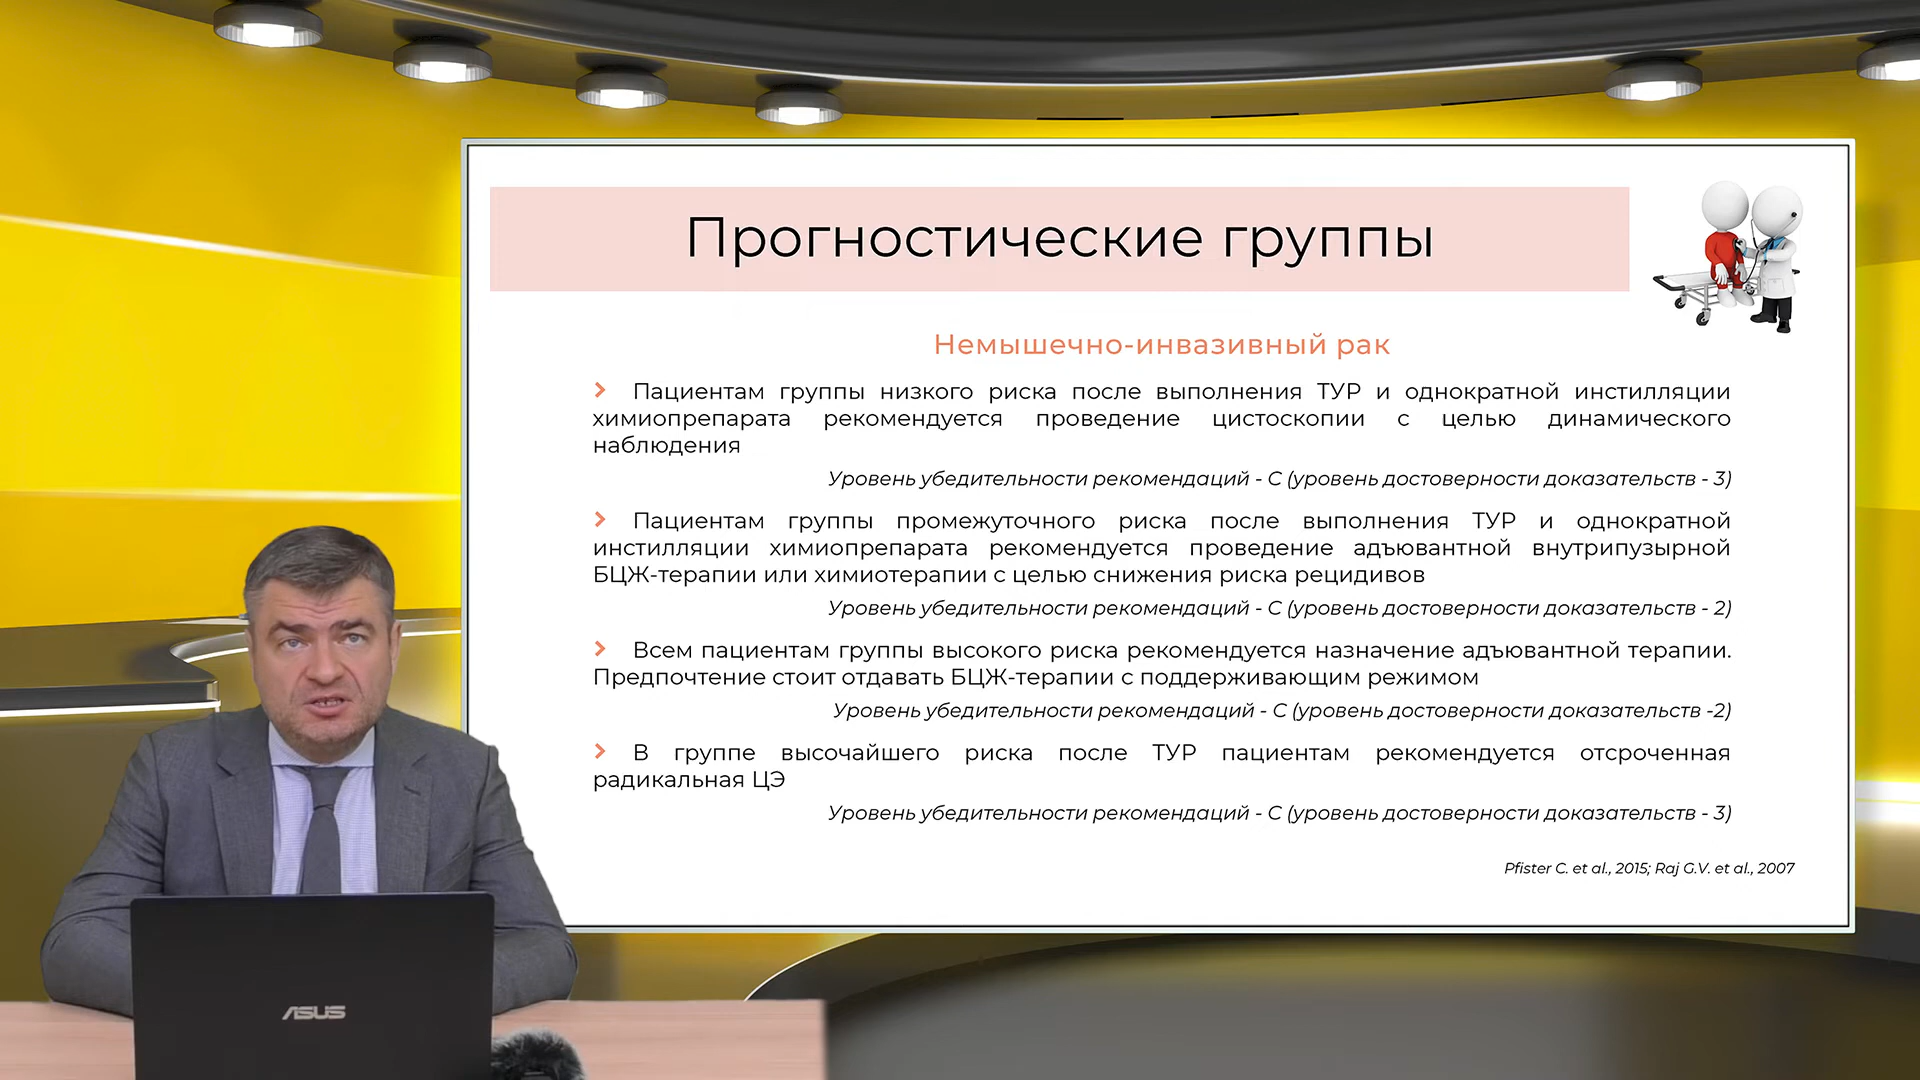 Прогностические группы
Немышечно-инвазивный рак
Пациентам группы низкого риска после выполнения ТУР и однократной инстилляции
химиопрепарата рекомендуется проведение цистоскопии с целью динамического
наблюдения
Уровень убедительности рекомендаций - С (уровень достоверности доказательств - 3)
Пациентам группы промежуточного риска после выполнения ТУР и однократной
инстилляции химиопрепарата рекомендуется проведение адъювантной внутрипузырной
БЦЖ-терапии или химиотерапии с целью снижения риска рецидивов
Уровень убедительности рекомендаций - С (уровень достоверности доказательств - 2)
Всем пациентам группы высокого риска рекомендуется назначение адъювантной терапии.
Предпочтение стоит отдавать БЦЖ-терапии с поддерживающим режимом
Уровень убедительности рекомендаций - С (уровень достоверности доказательств -2)
В группе высочайшего риска после ТУР пациентам рекомендуется отсроченная
радикальная ЦЭ
Уровень убедительности рекомендаций - С (уровень достоверности доказательств - 3)
Pfister C. et al., 2015; Raj G.V. et al., 2007
ASUS